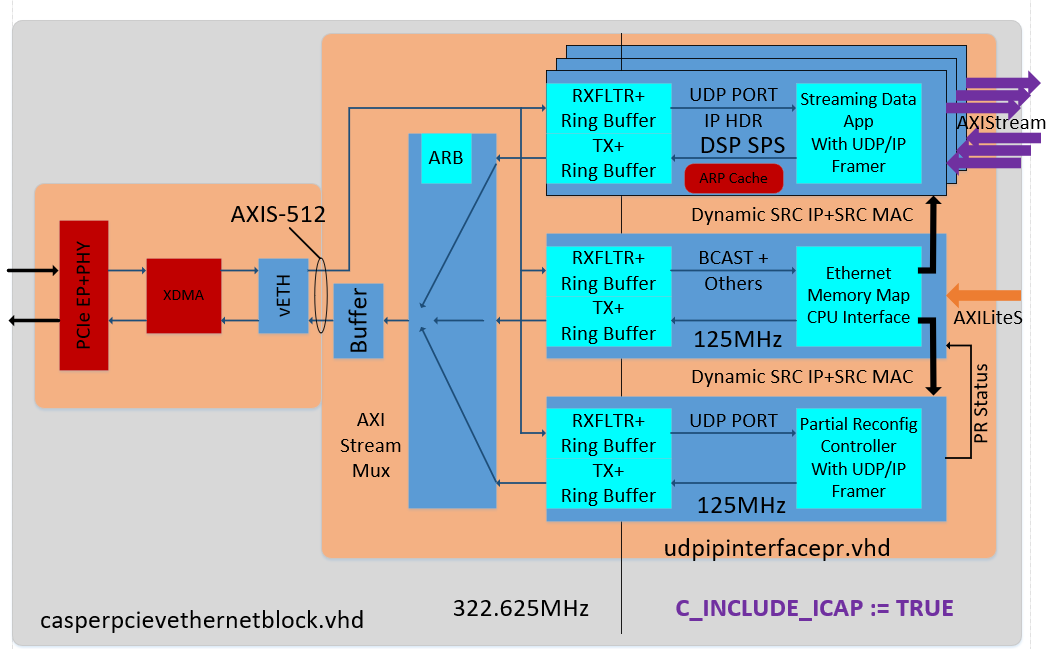 RXFLTR+
Ring Buffer
TX+
Ring Buffer
UDP PORT
IP HDR
DSP SPS
ARP Cache
Streaming Data
App
With UDP/IP
Framer
AXIStream
ARB
Dynamic SRC IP+SRC MAC
AXIS-512
PCIe EP+PHY
XDMA
vETH
Buffer
RXFLTR+
Ring Buffer
TX+
Ring Buffer
BCAST +
Others
125MHz
Ethernet
Memory Map
CPU Interface
AXILiteS
Dynamic SRC IP+SRC MAC
PR Status
AXI
Stream
Mux
RXFLTR+
Ring Buffer
TX+
Ring Buffer
UDP PORT
125MHz
Partial Reconfig
Controller
With UDP/IP
Framer
udpipinterfacepr.vhd
casperpcievethernetblock.vhd
322.625MHz
C_INCLUDE_ICAP := TRUE